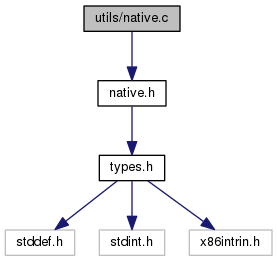 utils/native.c
native.h
types.h
stddef.h
stdint.h
x86intrin.h